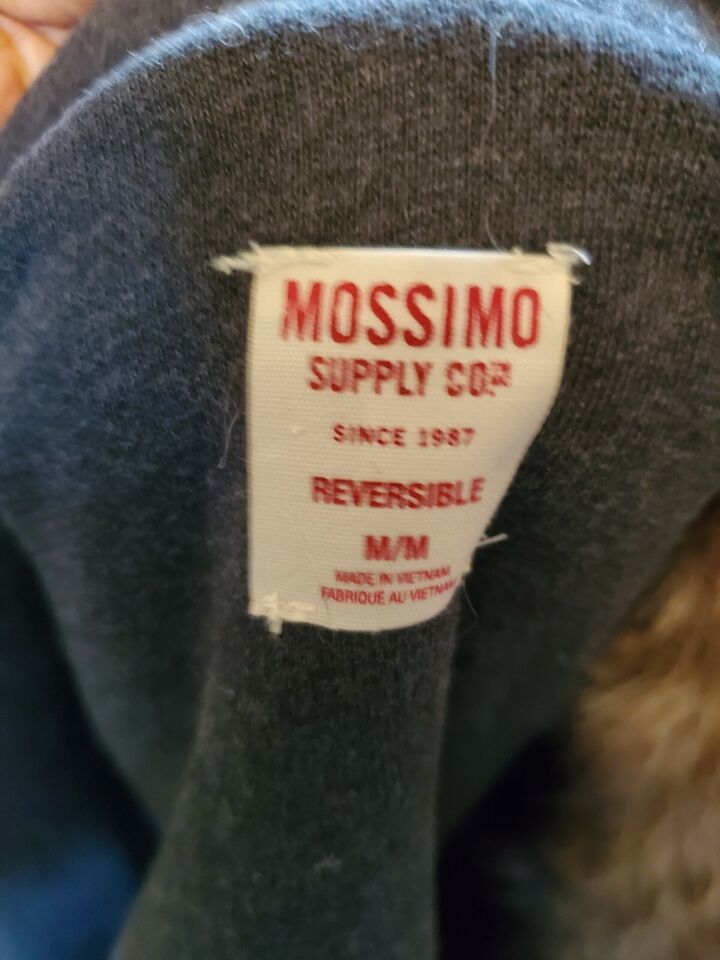 MOSSIMO
SUPPLY CO.
SINCE 1987
REVERSIBLE
M/M
MADE IN VIETNAM
FABRIQUÉ AU VIETNAM